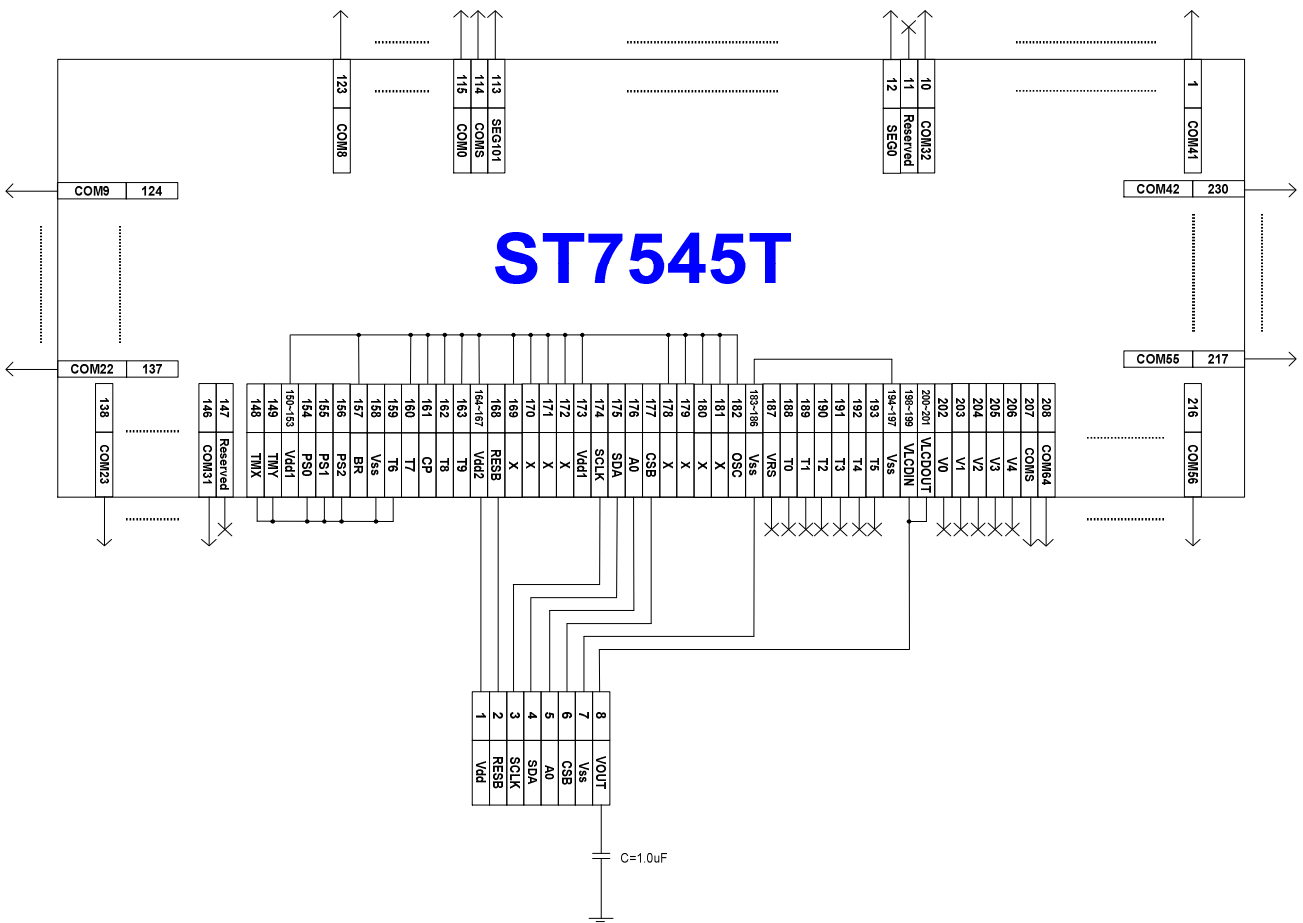 123 COM8
115 COM0
114 COMS
113 SEG101
12 SEG0
11 Reserved
10 COM32
1 COM41
COM9 124
COM42 230
ST7545T
COM22 137
COM55 217
138 COM23
146 COM31
147 Reserved
148 TMX
149 TMY
150~153 Vdd1
154 PS0
155 PS1
156 PS2
157 BR
158 Vss
159 T6
160 T7
161 CP
162 T8
163 T9
164~167 Vdd2
168 RESB
169 X
170 X
171 X
172 X
173 Vdd1
174 SCLK
175 SDA
176 A0
177 CSB
178 X
179 X
180 X
181 X
182 OSC
183~186 Vss
187 VRS
188 T0
189 T1
190 T2
191 T3
192 T4
193 T5
194~197 Vss
198~199 VLCDIN
200~201 VLCDOUT
202 V0
203 V1
204 V2
205 V3
206 V4
207 COMS
208 COM64
216 COM56
1 Vdd
2 RESB
3 SCLK
4 SDA
5 A0
6 CSB
7 Vss
8 VOUT
C=1.0uF